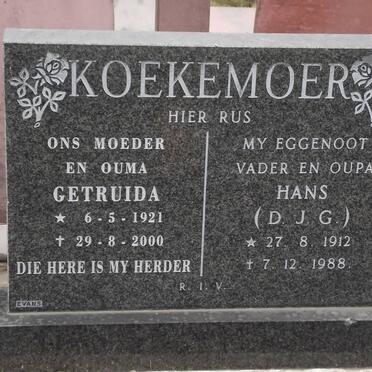 KOEKEMOER
HIER RUS
ONS MOEDER
EN OUMA
GETRUIDA
★ 6-5-1921
✝ 29-8-2000
DIE HERE IS MY HERDER
MY EGGENOOT
VADER EN OUPA
HANS
(D.J.G.)
★ 27.8.1912
✝ 7.12.1988.
R.I.V.
EVANS